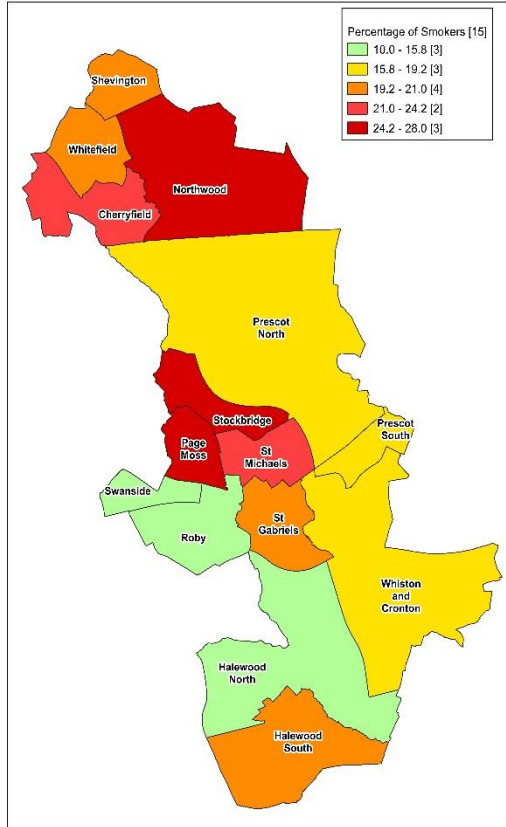 Percentage of Smokers [15]
10.0 - 15.8 [3]
15.8 - 19.2 [3]
19.2 - 21.0 [4]
21.0 - 24.2 [2]
24.2 - 28.0 [3]
Shevington
Whitefield
Northwood
Cherryfield
Prescot
North
Stockbridge
Prescot
South
Page
Moss
St
Michaels
Swanside
Roby
St
Gabriels
Whiston
and
Cronton
Halewood
North
Halewood
South